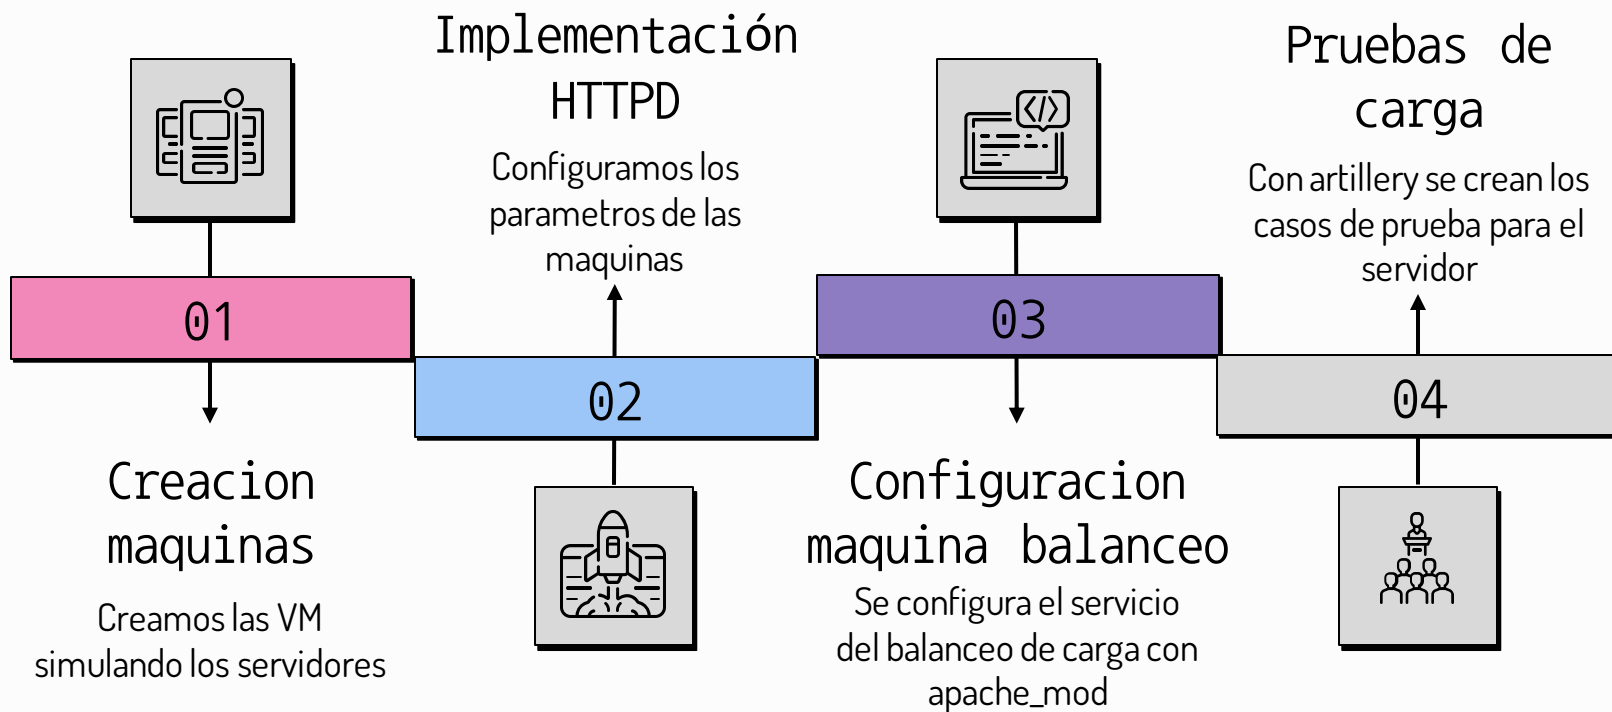 01
Creacion
maquinas
Creamos las VM
simulando los servidores
Implementación
HTTPD
Configuramos los
parametros de las
maquinas
02
03
Configuracion
maquina balanceo
Se configura el servicio
del balanceo de carga con
apache_mod
Pruebas de
carga
Con artillery se crean los
casos de prueba para el
servidor
04